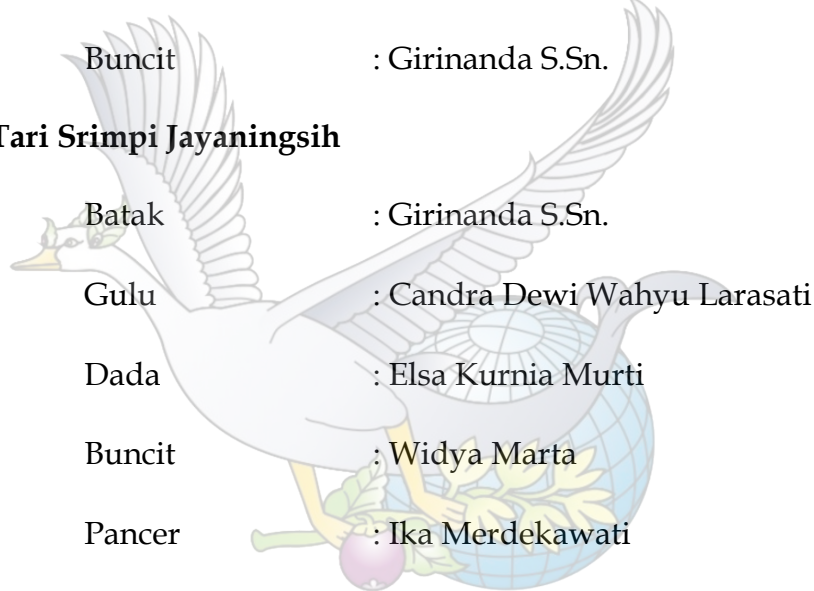 Buncit : Girinanda S.Sn.
Tari Srimpi Jayaningsih
Batak : Girinanda S.Sn.
Gulu : Candra Dewi Wahyu Larasati
Dada : Elsa Kurnia Murti
Buncit : Widya Marta
Pancer : Ika Merdekawati